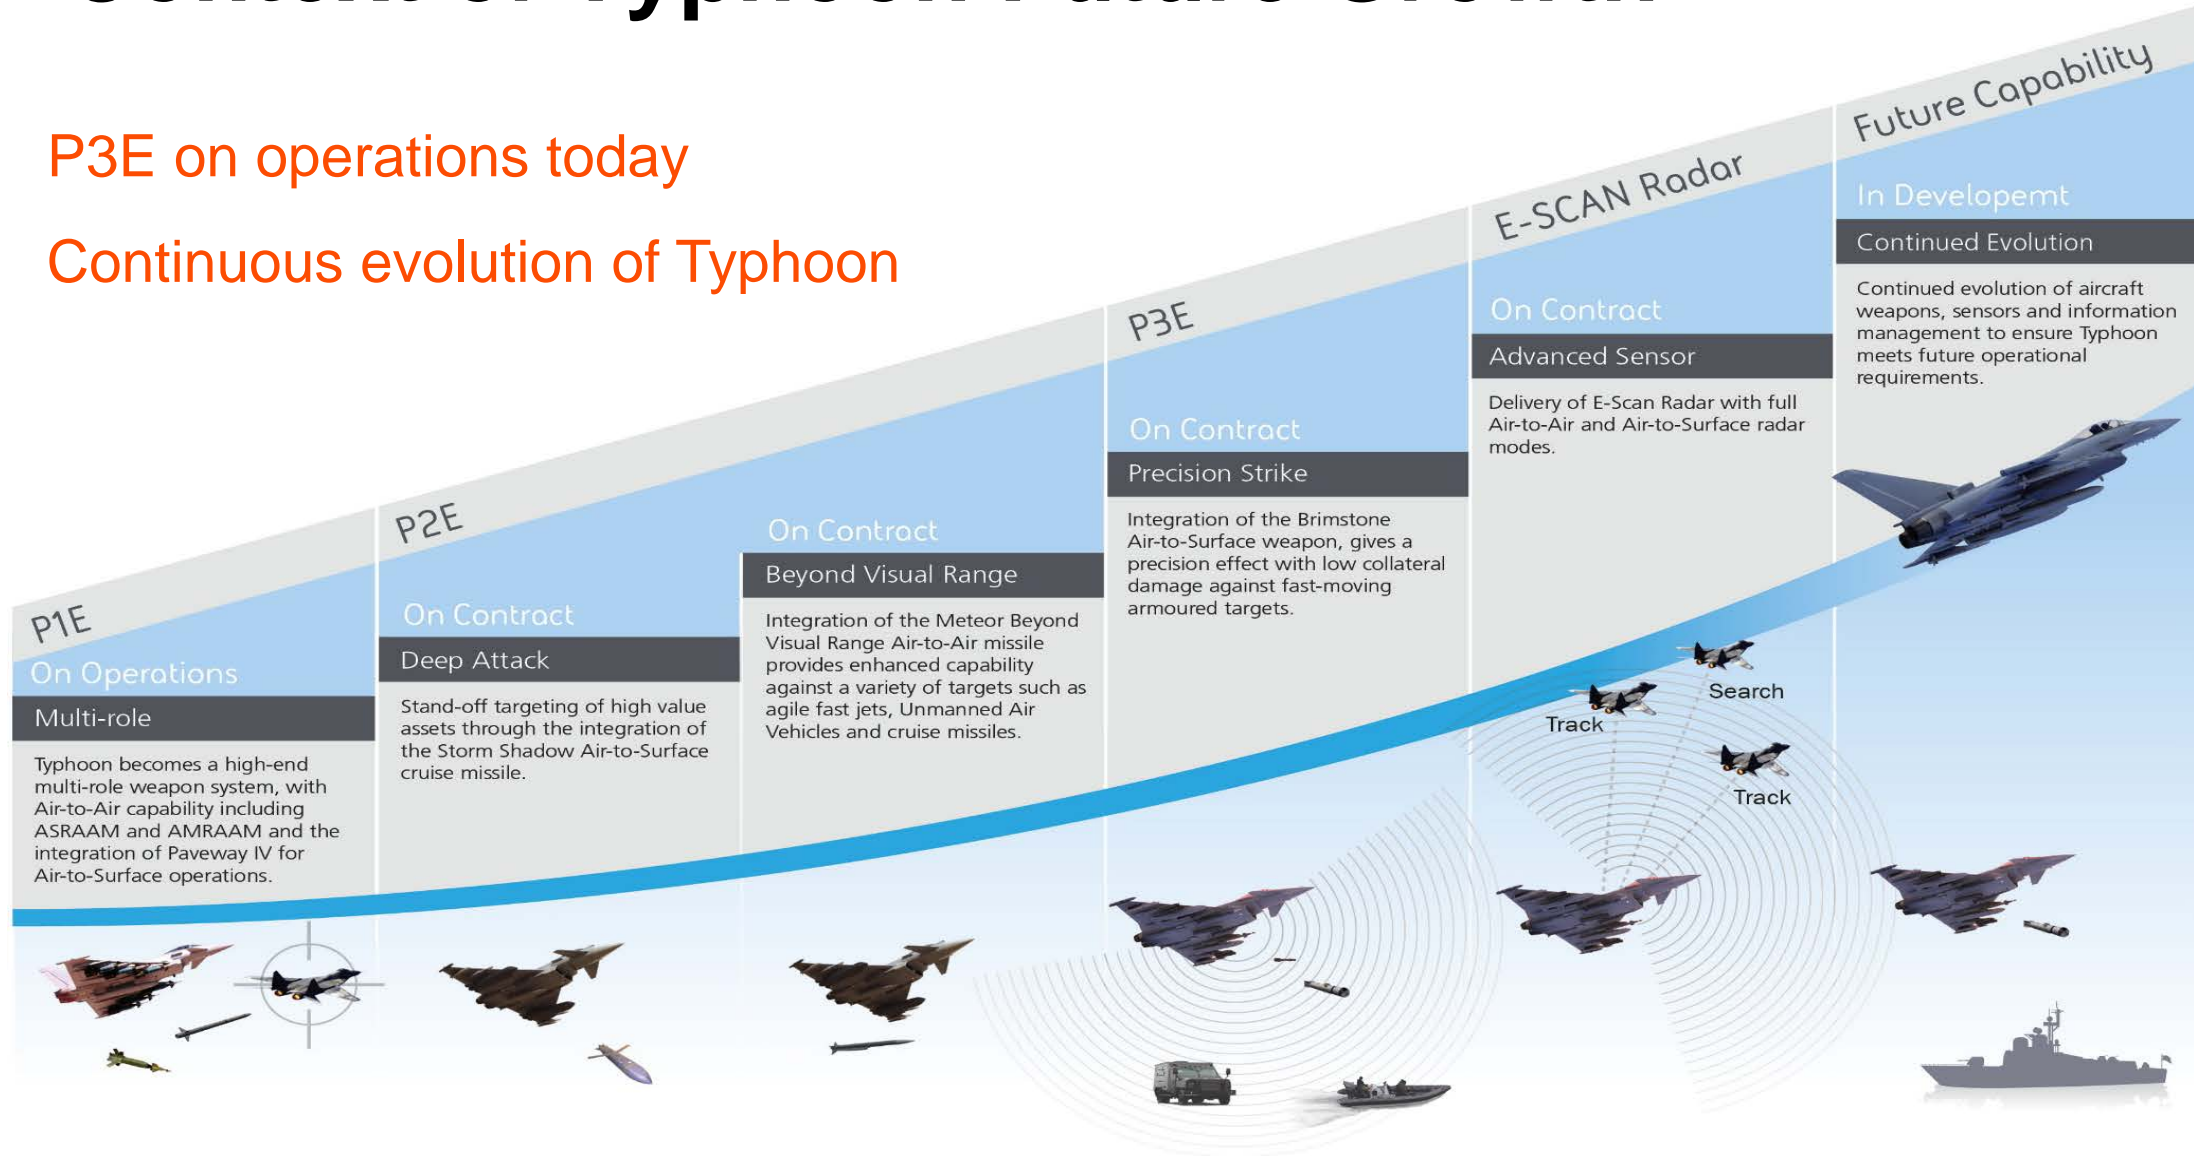 Context of Typhoon Future Growth
P3E on operations today
Continuous evolution of Typhoon
P1E
On Operations
Multi-role
Typhoon becomes a high-end
multi-role weapon system, with
Air-to-Air capability including
ASRAAM and AMRAAM and the
integration of Paveway IV for
Air-to-Surface operations.
P2E
On Contract
Deep Attack
Stand-off targeting of high value
assets through the integration of
the Storm Shadow Air-to-Surface
cruise missile.
On Contract
Beyond Visual Range
Integration of the Meteor Beyond
Visual Range Air-to-Air missile
provides enhanced capability
against a variety of targets such as
agile fast jets, Unmanned Air
Vehicles and cruise missiles.
P3E
On Contract
Precision Strike
Integration of the Brimstone
Air-to-Surface weapon, gives a
precision effect with low collateral
damage against fast-moving
armoured targets.
E-SCAN Radar
On Contract
Advanced Sensor
Delivery of E-Scan Radar with full
Air-to-Air and Air-to-Surface radar
modes.
Search
Track
Track
Future Capability
In Developemt
Continued Evolution
Continued evolution of aircraft
weapons, sensors and information
management to ensure Typhoon
meets future operational
requirements.